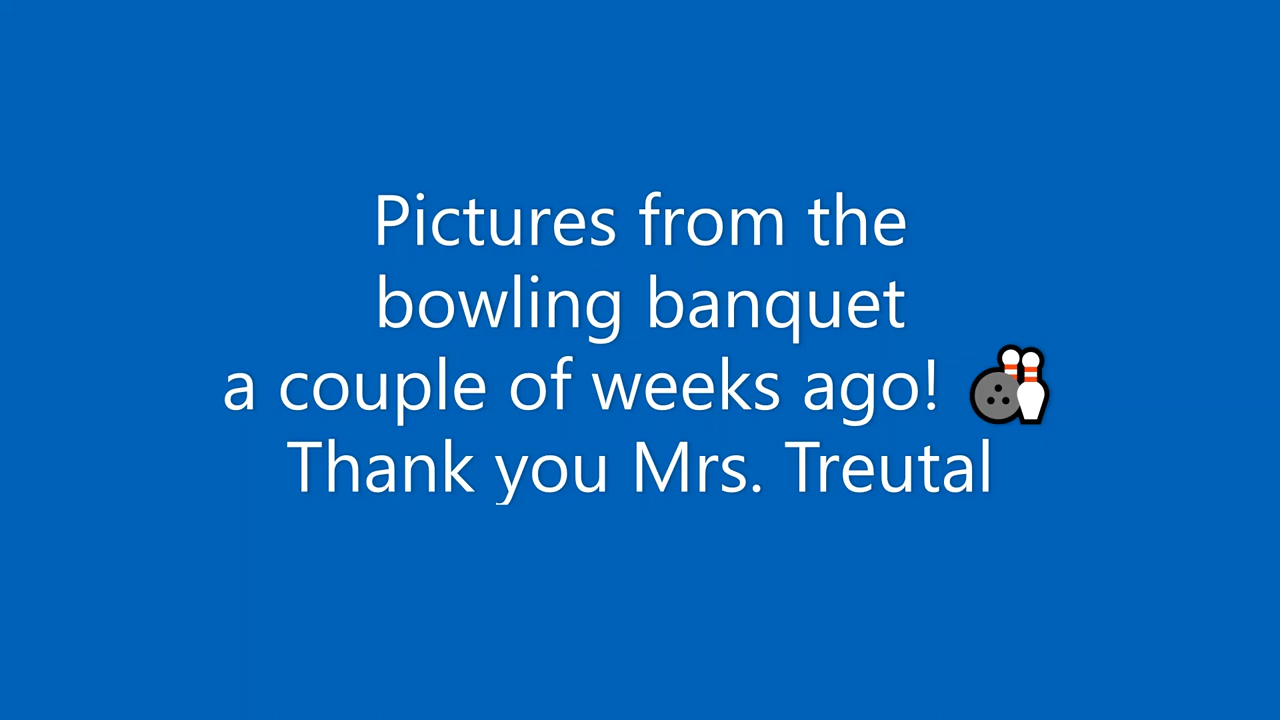 Pictures from the
bowling banquet
a couple of weeks ago! 🎳
Thank you Mrs. Treutal